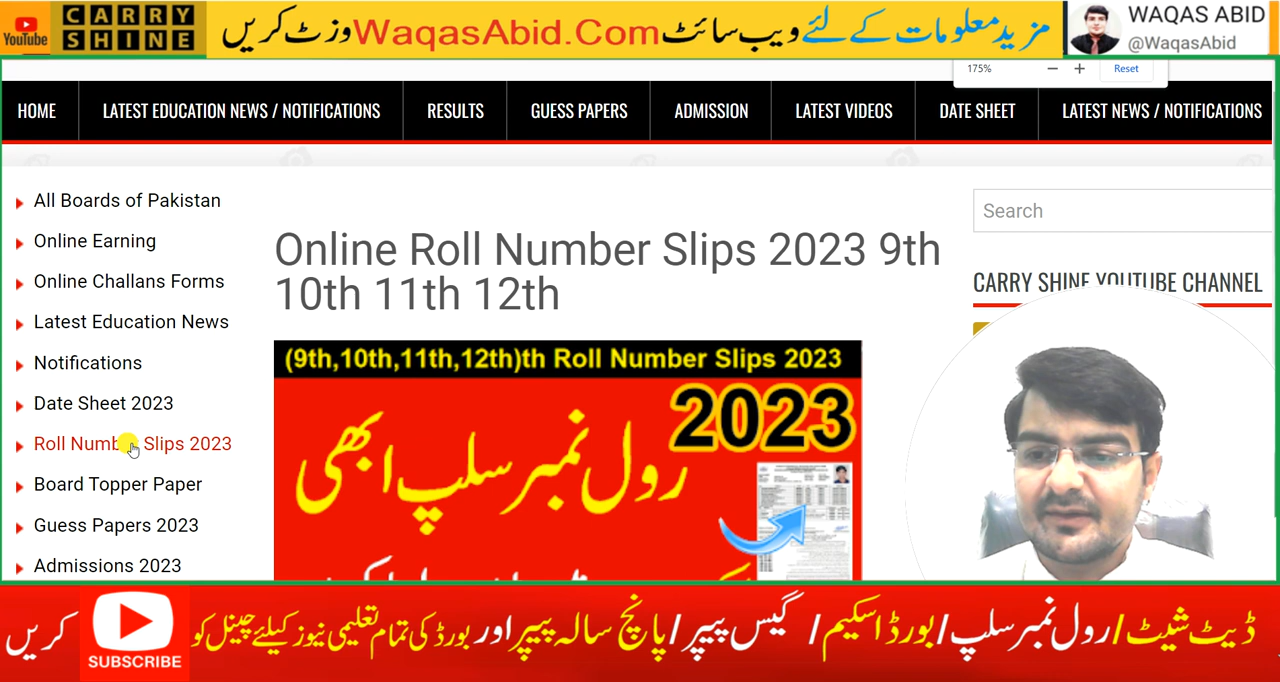 YouTube
CARRY
SHINE
مزید معلومات کے لئے ویب سائٹ WaqasAbid.Com وزٹ کریں
WAQAS ABID
@WaqasAbid
175%
Reset
HOME
LATEST EDUCATION NEWS / NOTIFICATIONS
RESULTS
GUESS PAPERS
ADMISSION
LATEST VIDEOS
DATE SHEET
LATEST NEWS / NOTIFICATIONS
All Boards of Pakistan
Online Earning
Online Challans Forms
Latest Education News
Notifications
Date Sheet 2023
Roll Number Slips 2023
Board Topper Paper
Guess Papers 2023
Admissions 2023
Online Roll Number Slips 2023 9th
10th 11th 12th
(9th,10th,11th,12th)th Roll Number Slips 2023
2023
رول نمبر سلپ ابھی
Search
CARRY SHINE YOUTUBE CHANNEL
ڈیٹ شیٹ/رول نمبر سلپ/بورڈ اسکیم/ گیس پیپر/پانچ سالہ پیپر اور بورڈ کی تمام تعلیمی نیوز کیلئے چینل کو SUBSCRIBE کریں